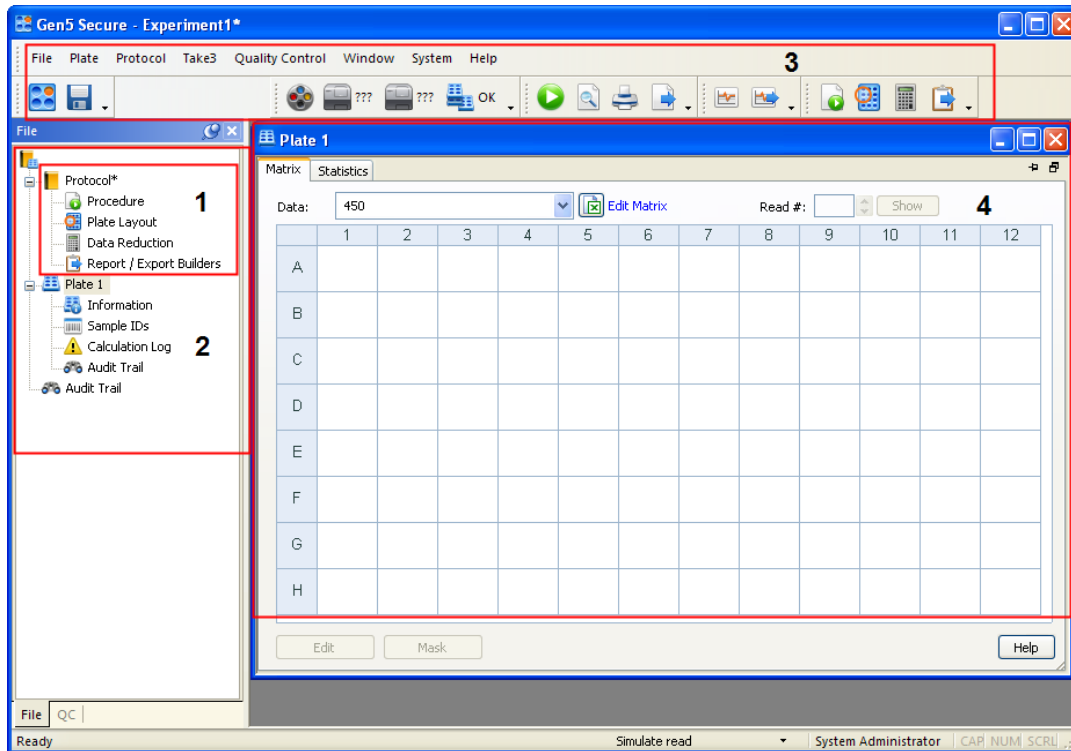 Gen5 Secure - Experiment1*
File Plate Protocol Take3 Quality Control Window System Help
3
??? ??? OK
File
Plate 1
Matrix Statistics
Protocol*
Procedure
1
Plate Layout
Data Reduction
Report / Export Builders
Plate 1
Information
Sample IDs
Calculation Log
2
Audit Trail
Audit Trail
Data: 450 Edit Matrix Read #: Show 4
1 2 3 4 5 6 7 8 9 10 11 12
A
B
C
D
E
F
G
H
Edit Mask Help
File QC
Ready Simulate read System Administrator CAP NUM SCRL